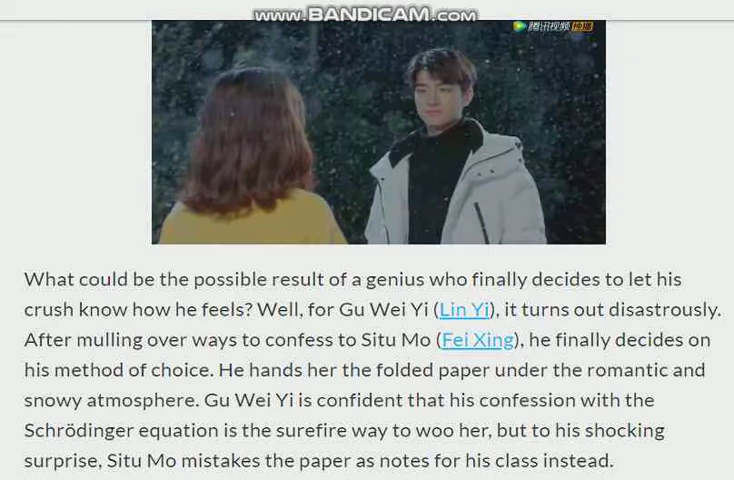 www.BANDICAM.com
腾讯视频
What could be the possible result of a genius who finally decides to let his
crush know how he feels? Well, for Gu Wei Yi (Lin Yi), it turns out disastrously.
After mulling over ways to confess to Situ Mo (Fei Xing), he finally decides on
his method of choice. He hands her the folded paper under the romantic and
snowy atmosphere. Gu Wei Yi is confident that his confession with the
Schrödinger equation is the surefire way to woo her, but to his shocking
surprise, Situ Mo mistakes the paper as notes for his class instead.